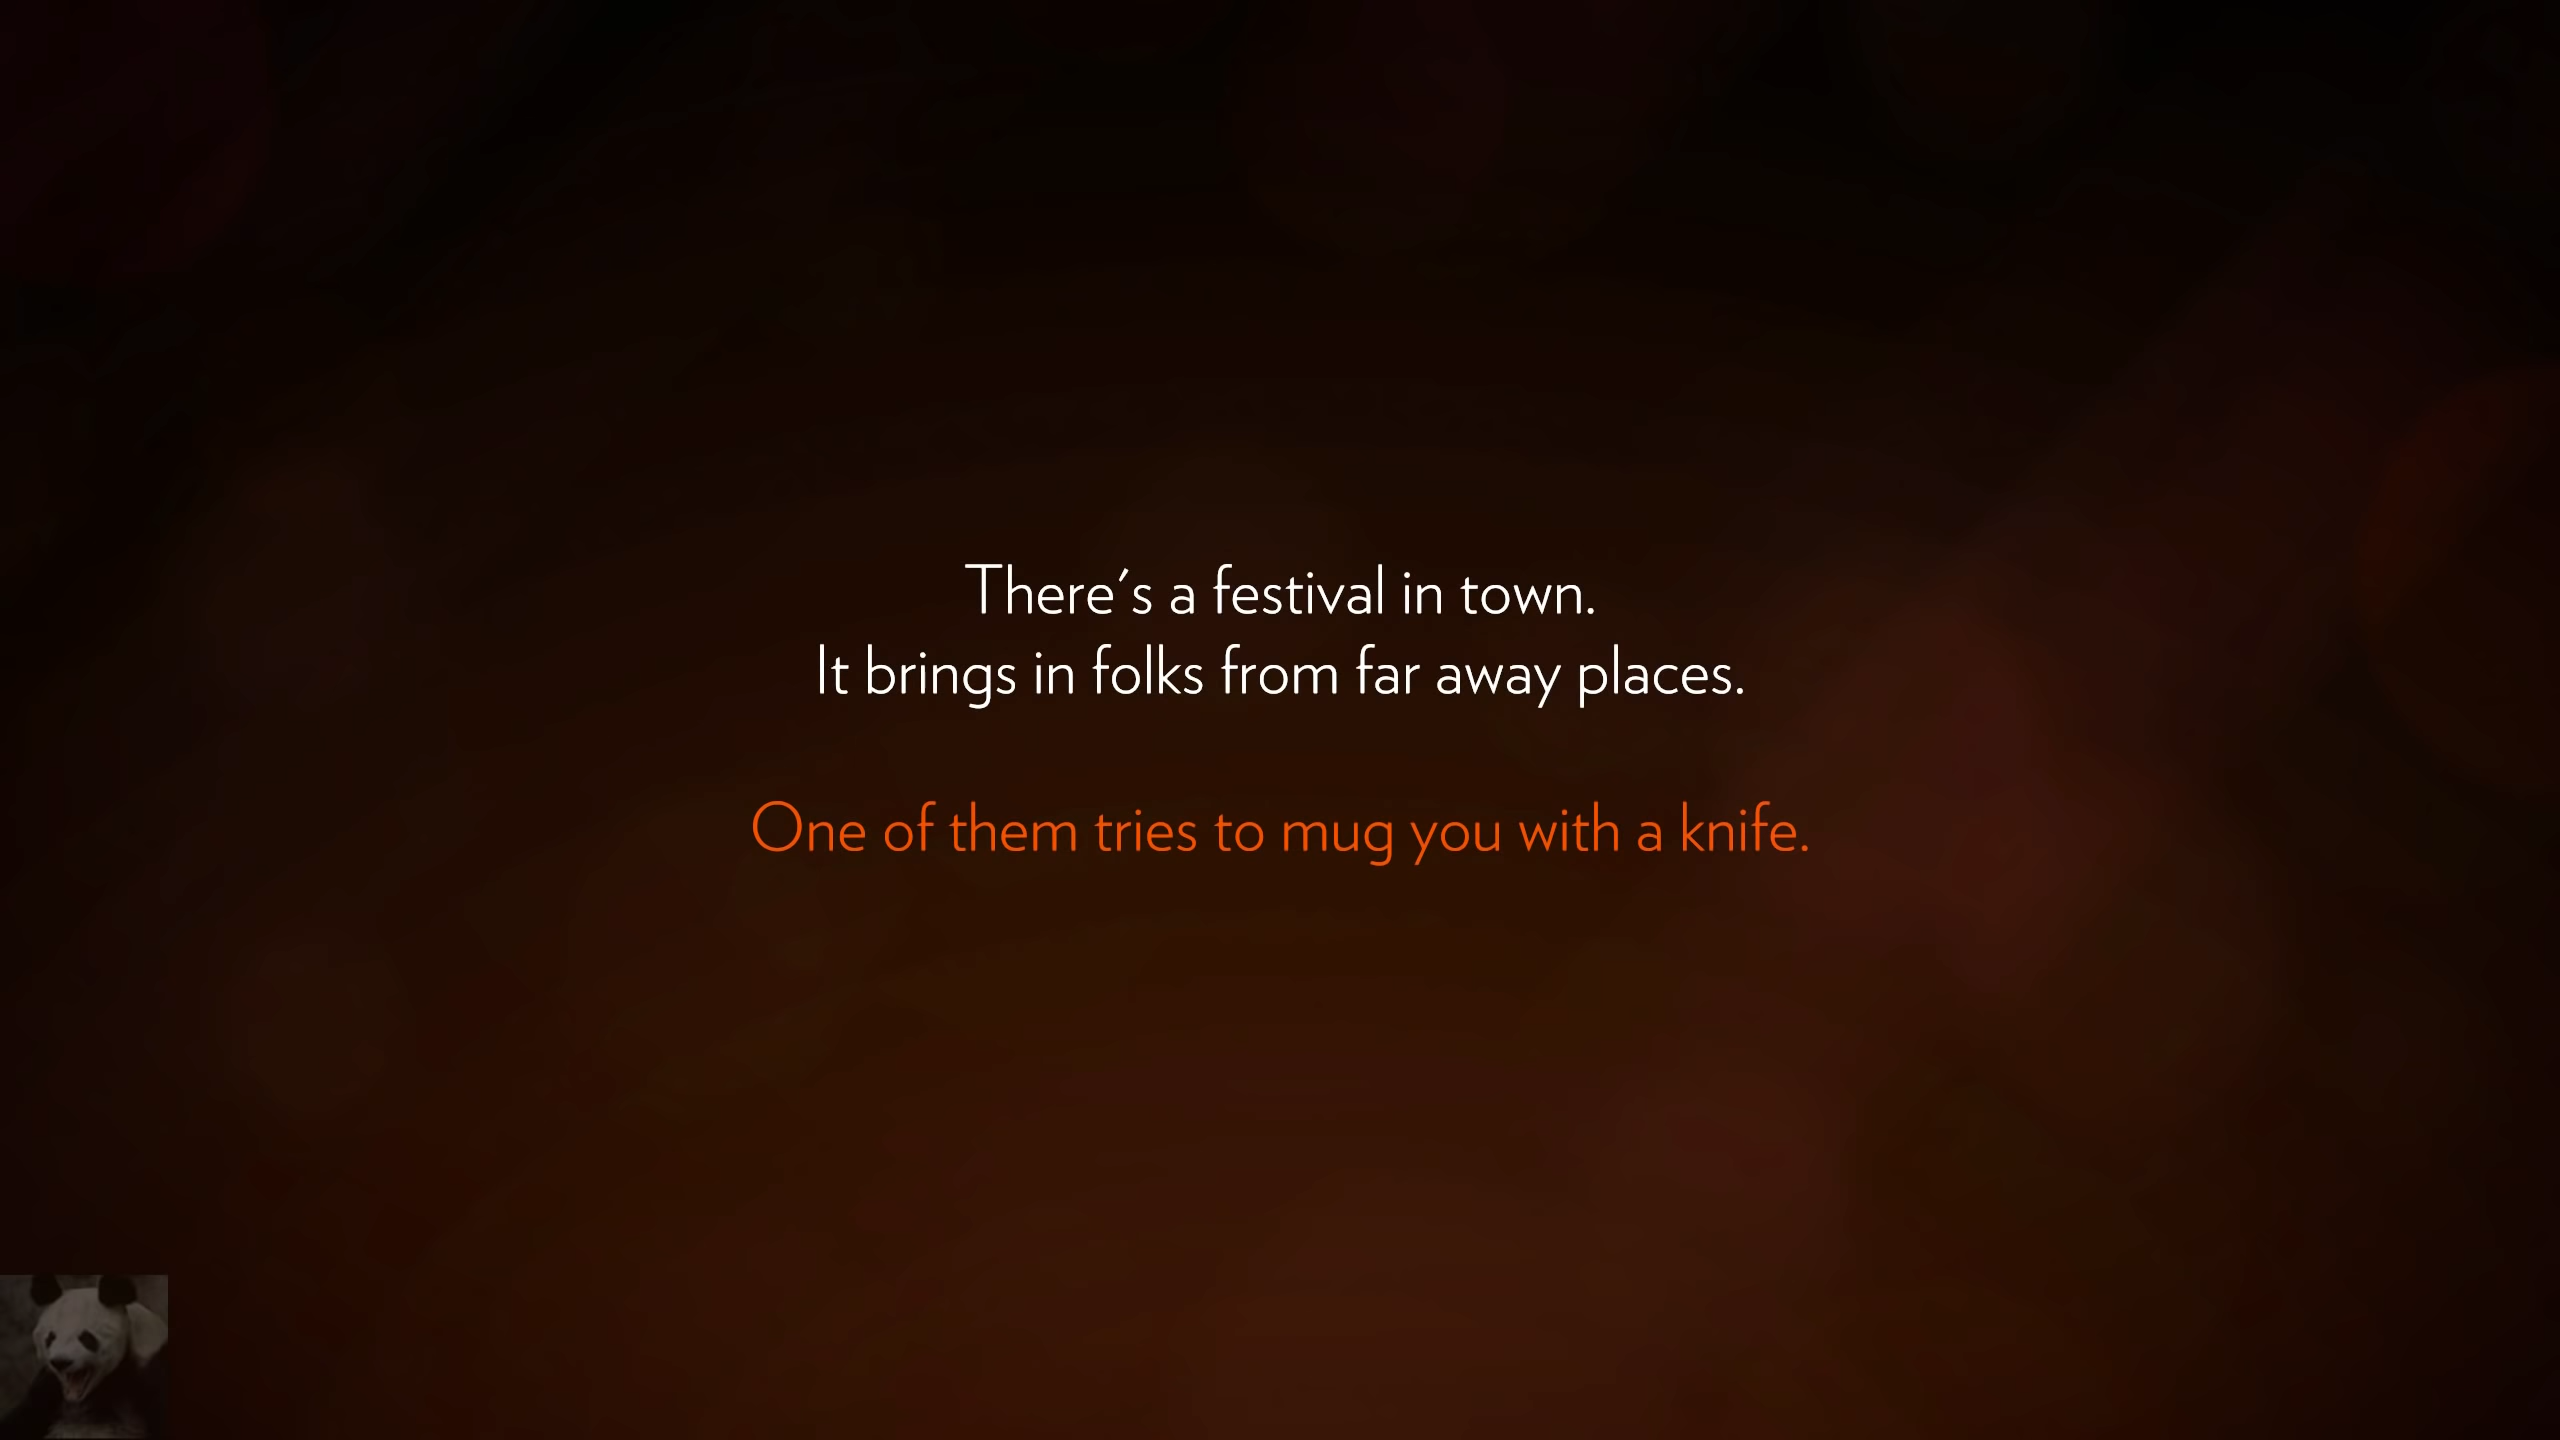 There's a festival in town.
It brings in folks from far away places.
One of them tries to mug you with a knife.